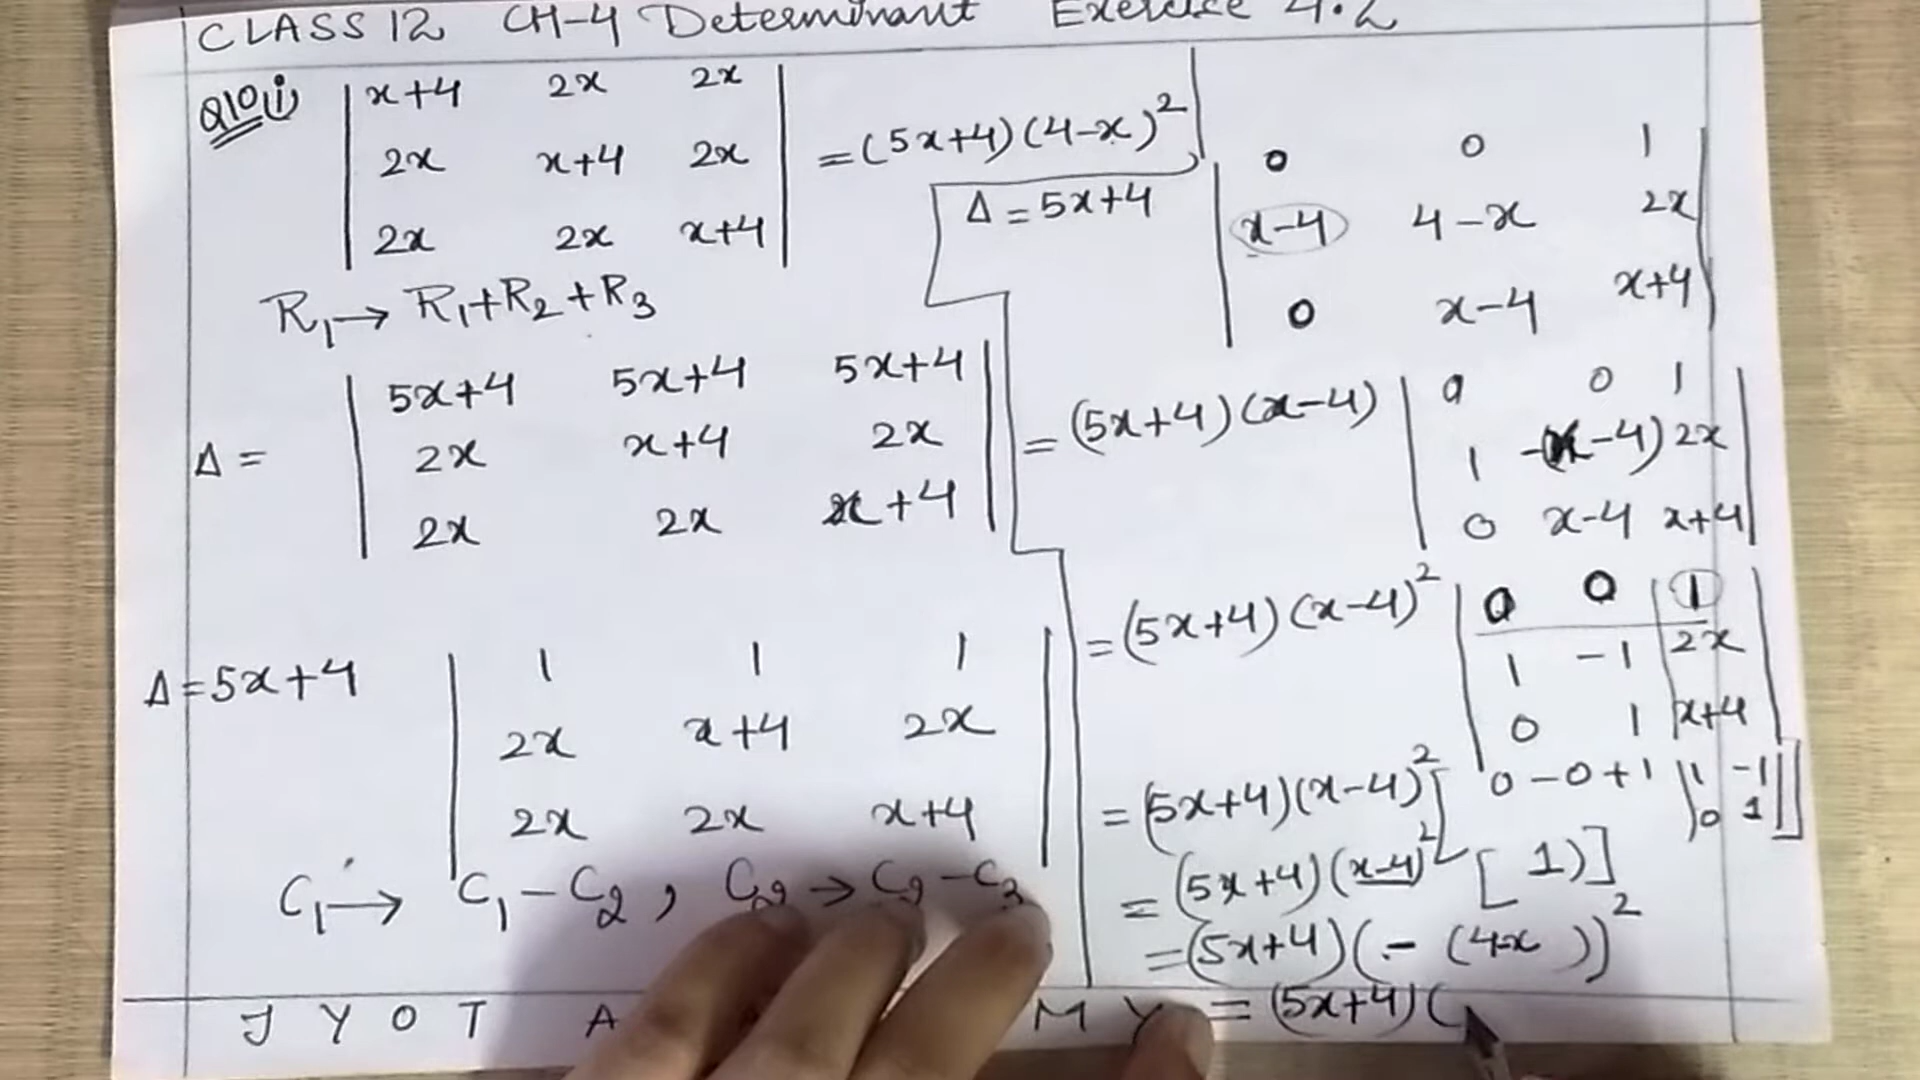 CLASS 12 CH-4 Determinant Exercise 4.2
Q10(i) | x+4 2x 2x |
| 2x x+4 2x | = (5x+4)(4-x)²
| 2x 2x x+4 |
R₁→ R₁+R₂+R₃
| 5x+4 5x+4 5x+4 |
Δ = | 2x x+4 2x |
| 2x 2x x+4 |
Δ=5x+4 | 1 1 1 |
| 2x x+4 2x |
| 2x 2x x+4 |
C₁→ C₁-C₂, C₂→C₂-C₃
| 0 0 1 |
Δ = 5x+4 | x-4 4-x 2x |
| 0 x-4 x+4 |
= (5x+4)(x-4) | 0 0 1 |
| 1 -(x-4) 2x |
| 0 x-4 x+4 |
= (5x+4)(x-4)² | 0 0 1 |
| 1 -1 2x |
| 0 1 x+4 |
= (5x+4)(x-4)² [ 0-0+1 | 1 -1 | ]
| 0 1 |
= (5x+4)(x-4)² [ 1)]
= (5x+4)(- (4-x))²
= (5x+4)(
JYOT A M Y